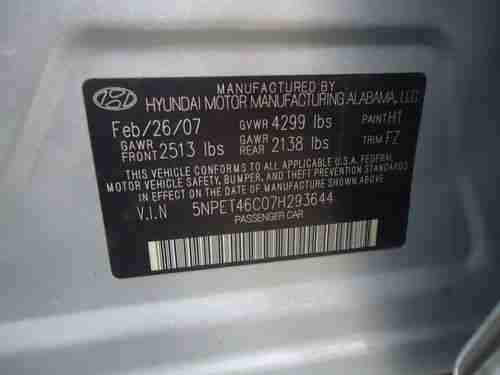 MANUFACTURED BY
HYUNDAI MOTOR MANUFACTURING ALABAMA, LLC
Feb/26/07 GVWR 4299 lbs PAINT HT
GAWR FRONT 2513 lbs GAWR REAR 2138 lbs TRIM FZ
THIS VEHICLE CONFORMS TO ALL APPLICABLE U.S.A. FEDERAL
MOTOR VEHICLE SAFETY, BUMPER, AND THEFT PREVENTION STANDARDS
IN EFFECT ON THE DATE OF MANUFACTURE SHOWN ABOVE.
V.I.N 5NPET46C07H293644
PASSENGER CAR